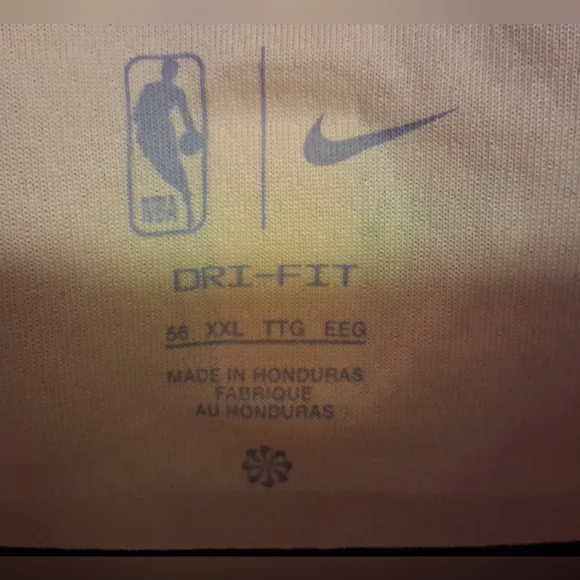 NBA
DRI-FIT
56 XXL TTG EEG
MADE IN HONDURAS
FABRIQUE
AU HONDURAS